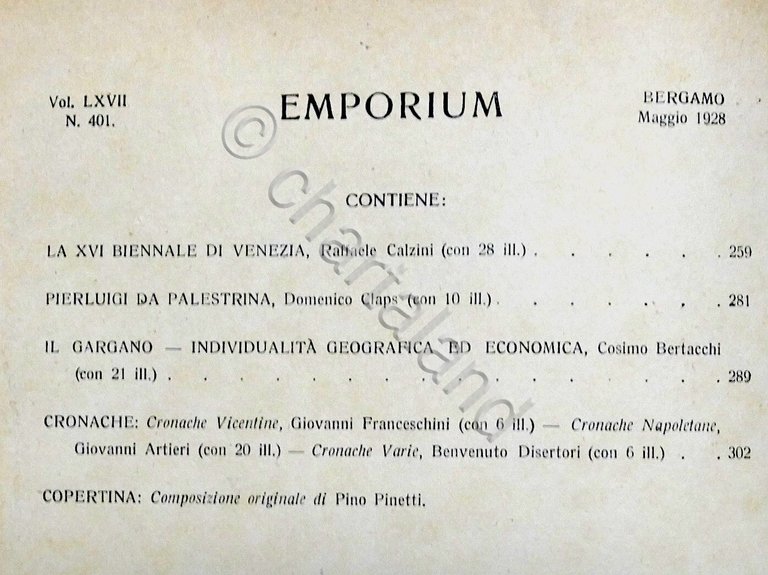 Vol. LXVII
N. 401.
EMPORIUM
BERGAMO
Maggio 1928
CONTIENE:
LA XVI BIENNALE DI VENEZIA, Raffaele Calzini (con 28 ill.) . . . . . . 259
PIERLUIGI DA PALESTRINA, Domenico Claps (con 10 ill.) . . . . . . . 281
IL GARGANO — INDIVIDUALITÀ GEOGRAFICA ED ECONOMICA, Cosimo Bertacchi
(con 21 ill.) . . . . . . . . . . . . . . . . 289
CRONACHE: Cronache Vicentine, Giovanni Franceschini (con 6 ill.) — Cronache Napoletane,
Giovanni Artieri (con 20 ill.) — Cronache Varie, Benvenuto Disertori (con 6 ill.) . . 302
COPERTINA: Composizione originale di Pino Pinetti.
© chartaland